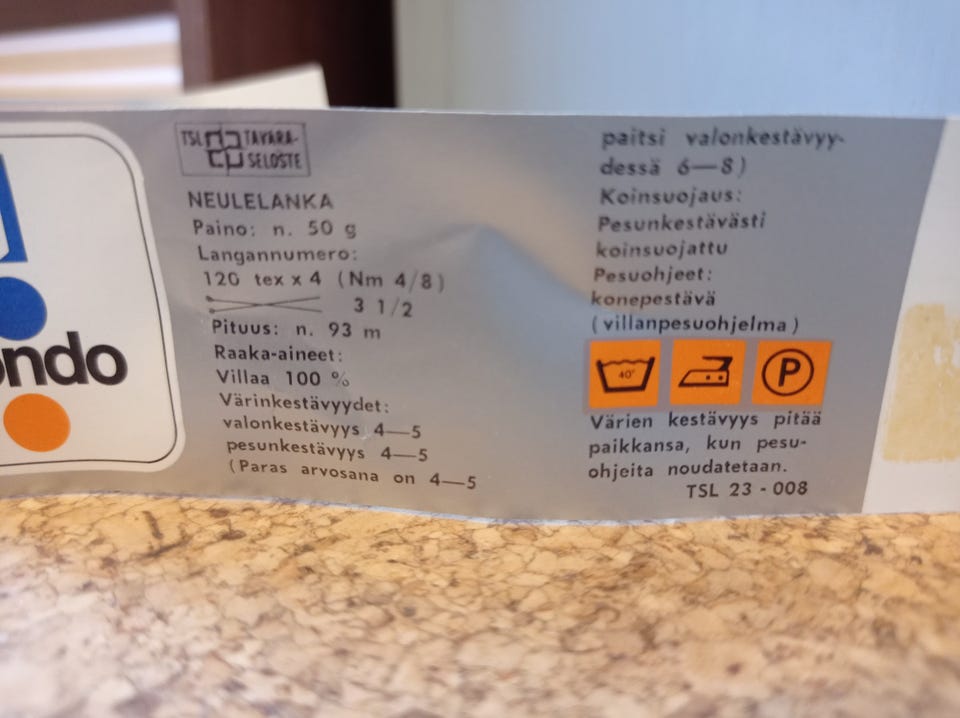 ondo
TSL TAVARA-
SELOSTE
NEULELANKA
Paino: n. 50 g
Langannumero:
120 tex x 4 (Nm 4/8)
3 1/2
Pituus: n. 93 m
Raaka-aineet:
Villaa 100 %
Värinkestävyydet:
valonkestävyys 4—5
pesunkestävyys 4—5
(Paras arvosana on 4—5
paitsi valonkestävyy-
dessä 6—8)
Koinsuojaus:
Pesunkestävästi
koinsuojattu
Pesuohjeet:
konepestävä
(villanpesuohjelma)
40° P
Värien kestävyys pitää
paikkansa, kun pesu-
ohjeita noudatetaan.
TSL 23 - 008